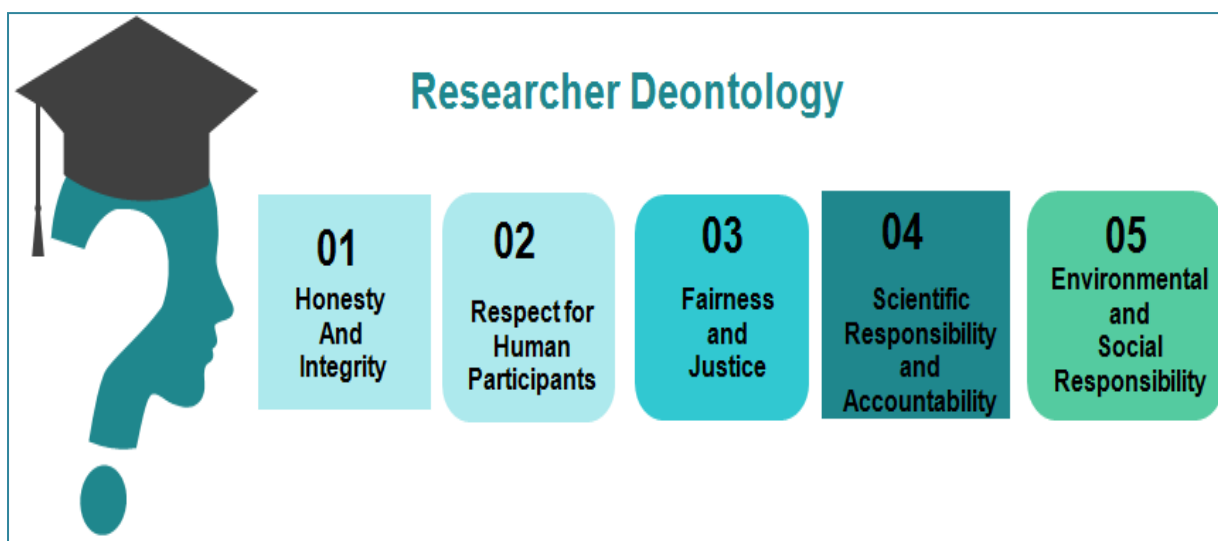 Researcher Deontology
01
Honesty
And
Integrity
02
Respect for
Human
Participants
03
Fairness
and
Justice
04
Scientific
Responsibility
and
Accountability
05
Environmental
and
Social
Responsibility